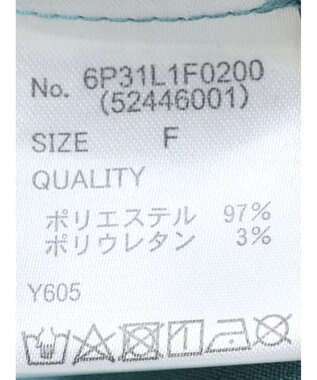 No. 6P31L1F0200
(52446001)
SIZE F
QUALITY
ポリエステル 97%
ポリウレタン 3%
Y605